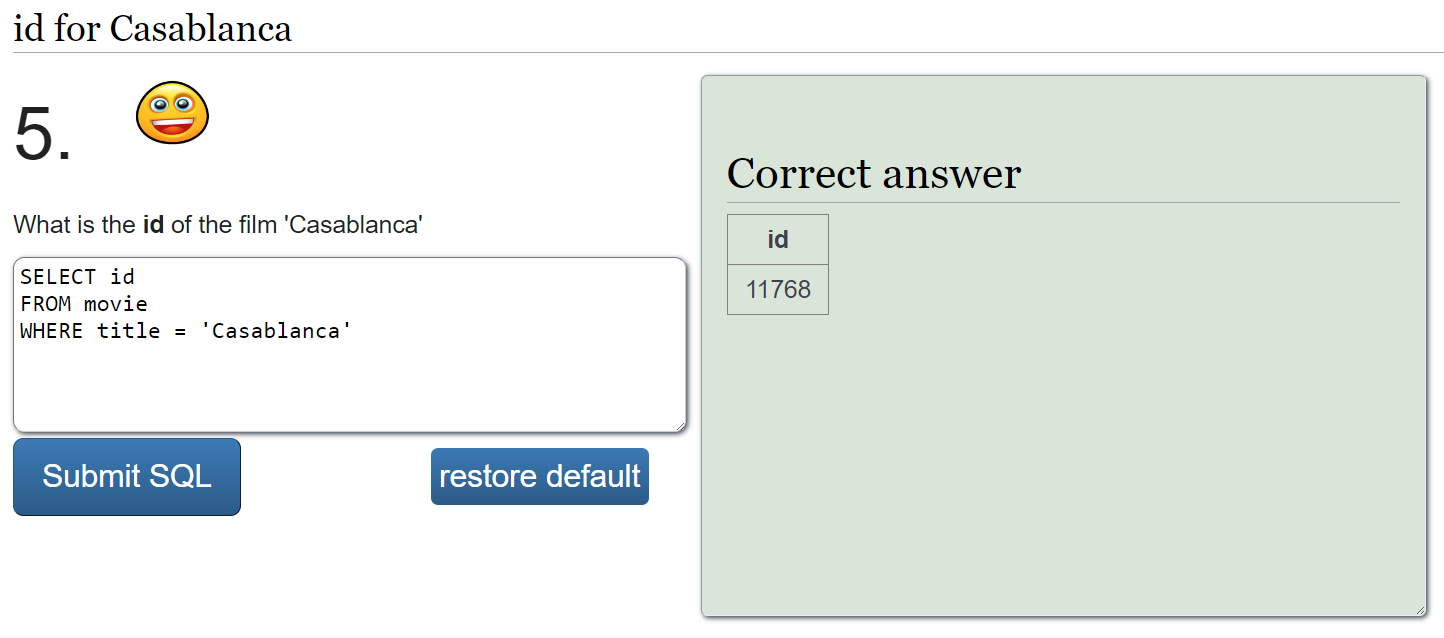 id for Casablanca
5.
What is the id of the film 'Casablanca'
SELECT id
FROM movie
WHERE title = 'Casablanca'
Submit SQL
restore default
Correct answer
id
11768